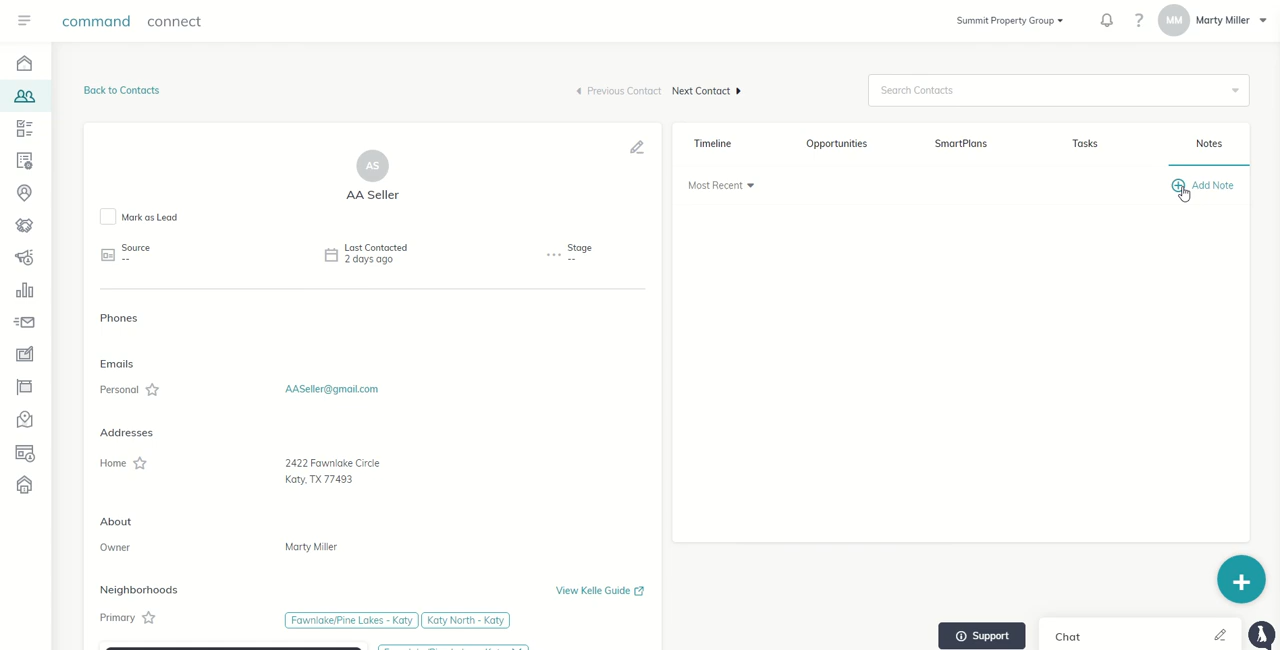 command connect
Summit Property Group
?
MM
Marty Miller
Back to Contacts
Previous Contact
Next Contact
Search Contacts
AS
AA Seller
Mark as Lead
Source
--
Last Contacted
2 days ago
Stage
--
Phones
Emails
Personal
AASeller@gmail.com
Addresses
Home
2422 Fawnlake Circle
Katy, TX 77493
About
Owner
Marty Miller
Neighborhoods
View Kelle Guide
Primary
Fawnlake/Pine Lakes - Katy
Katy North - Katy
Timeline
Opportunities
SmartPlans
Tasks
Notes
Most Recent
Add Note
Support
Chat